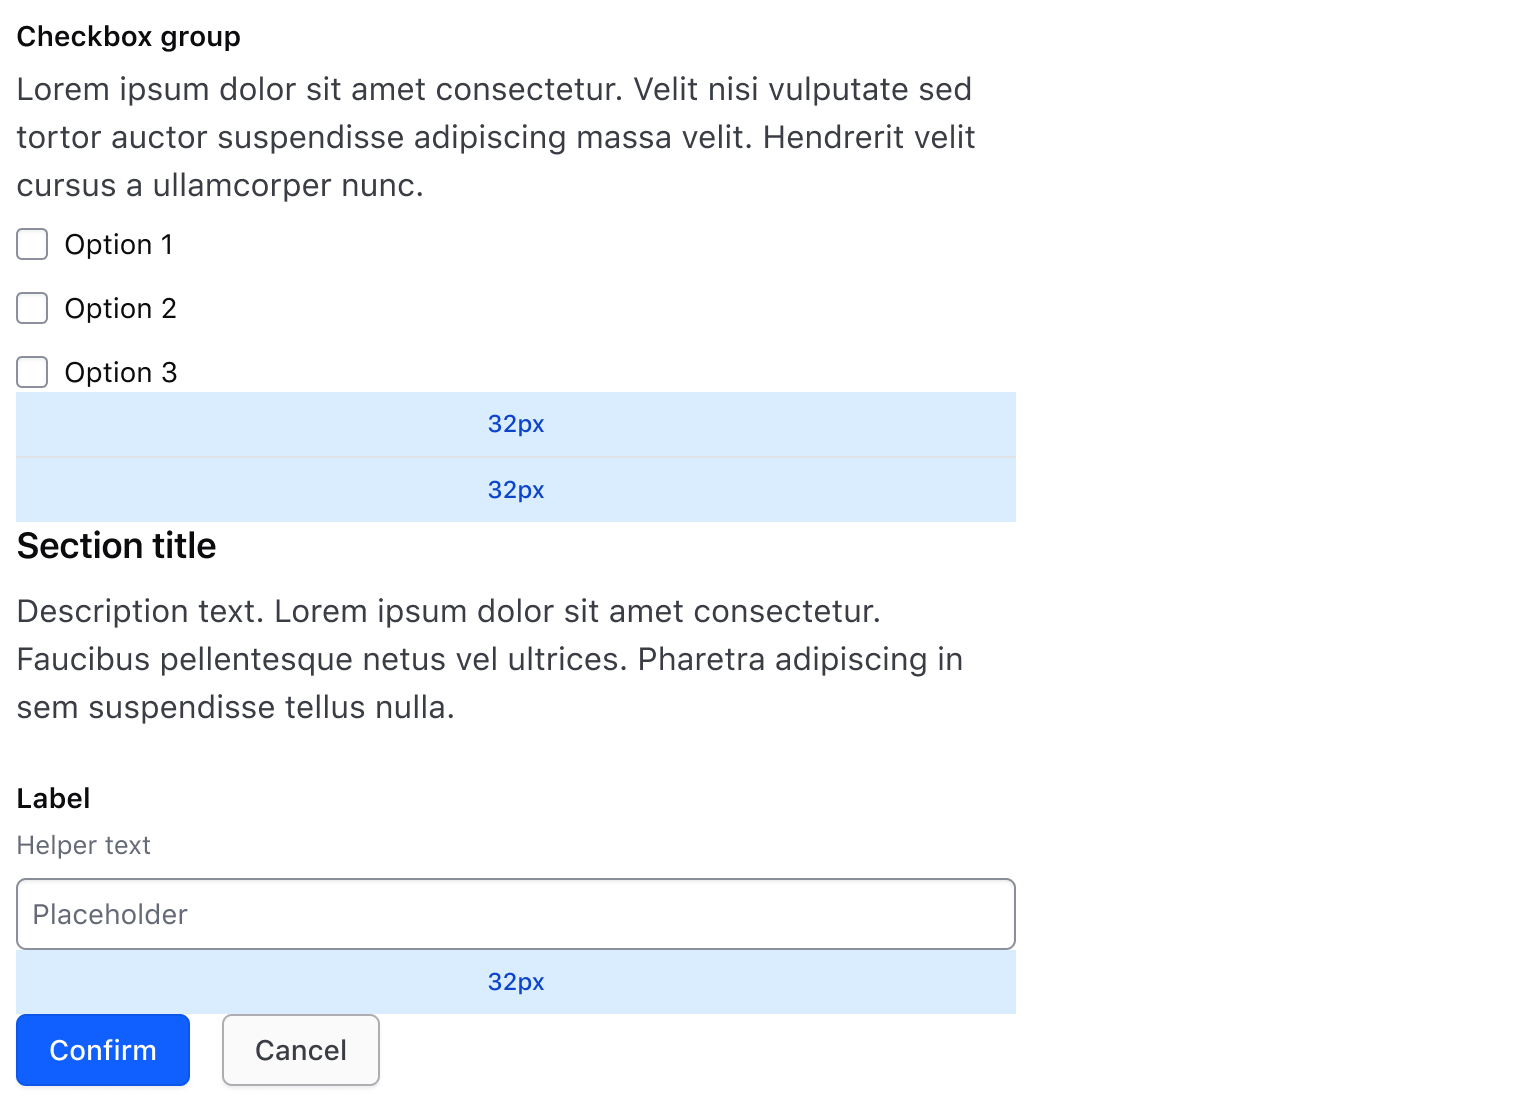 Checkbox group
Lorem ipsum dolor sit amet consectetur. Velit nisi vulputate sed
tortor auctor suspendisse adipiscing massa velit. Hendrerit velit
cursus a ullamcorper nunc.
Option 1
Option 2
Option 3
32px
32px
Section title
Description text. Lorem ipsum dolor sit amet consectetur.
Faucibus pellentesque netus vel ultrices. Pharetra adipiscing in
sem suspendisse tellus nulla.
Label
Helper text
Placeholder
32px
Confirm Cancel